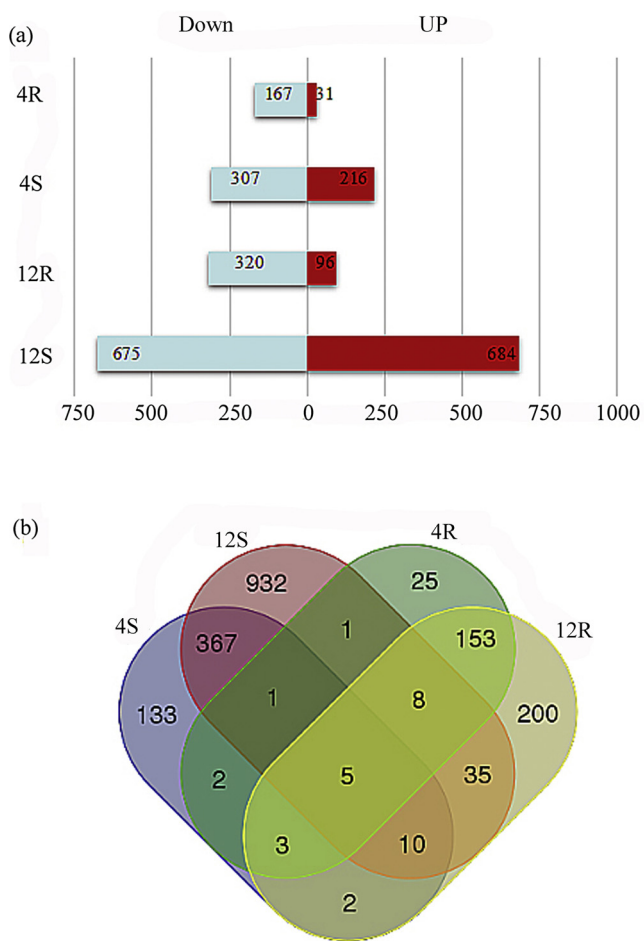 (a)
Down UP
4R 167 31
4S 307 216
12R 320 96
12S 675 684
750 500 250 0 250 500 750 1000
(b)
12S 4R
4S 12R
932 25
367 1 153
133 1 8 200
2 5 35
3 10
2